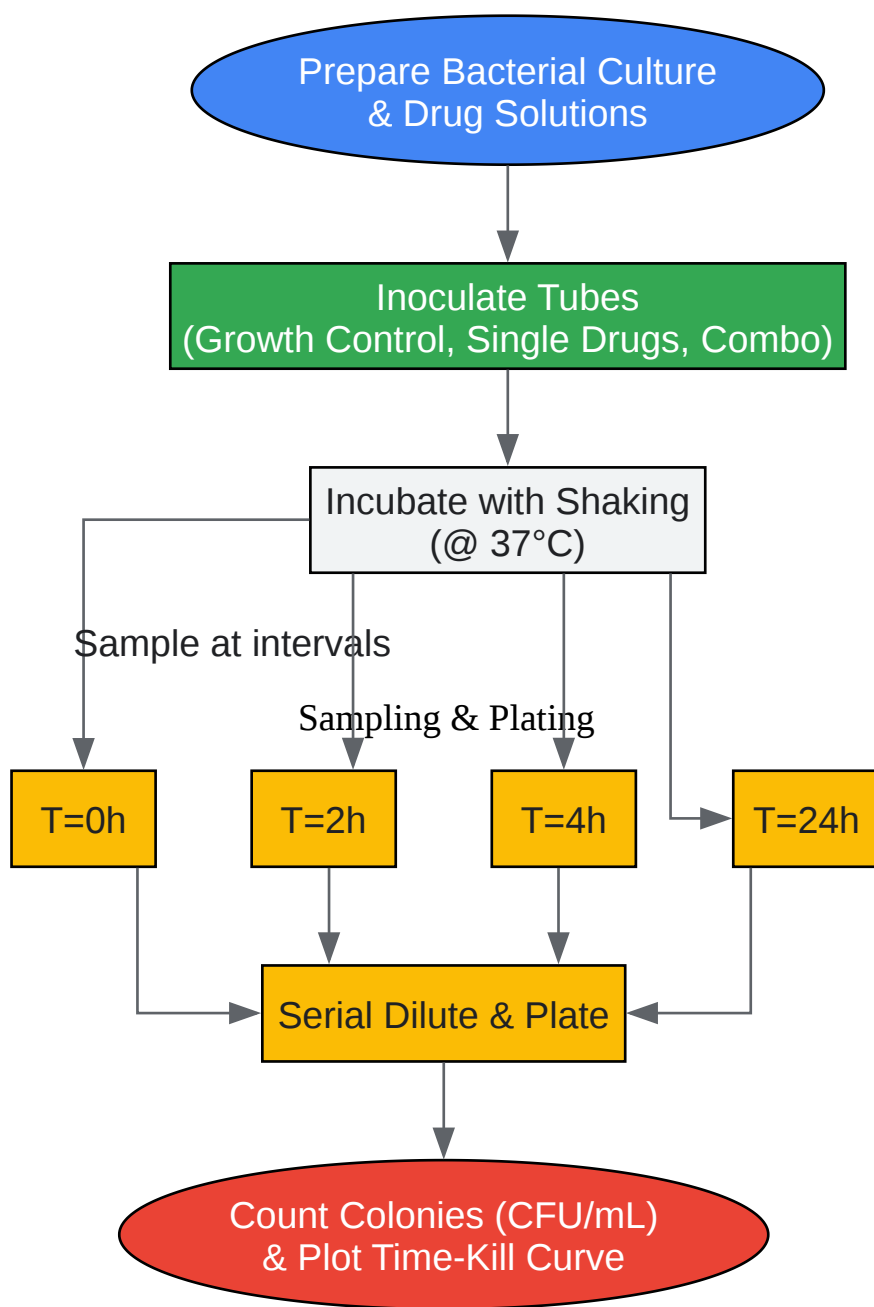 Prepare Bacterial Culture
& Drug Solutions
Inoculate Tubes
(Growth Control, Single Drugs, Combo)
Incubate with Shaking
(@ 37°C)
Sample at intervals
Sampling & Plating
T=0h
T=2h
T=4h
T=24h
Serial Dilute & Plate
Count Colonies (CFU/mL)
& Plot Time-Kill Curve